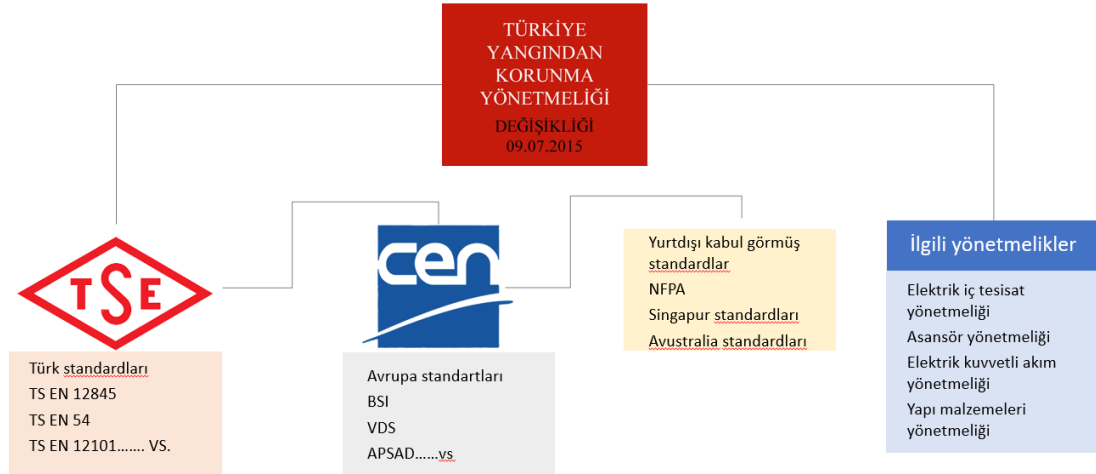 TÜRKİYE
YANGINDAN
KORUNMA
YÖNETMELİĞİ
DEĞİŞİKLİĞİ
09.07.2015
TSE
Türk standardları
TS EN 12845
TS EN 54
TS EN 12101……. VS.
cen
Avrupa standartları
BSI
VDS
APSAD……vs
Yurtdışı kabul görmüş
standardlar
NFPA
Singapur standardları
Avustralia standardları
İlgili yönetmelikler
Elektrik iç tesisat
yönetmeliği
Asansör yönetmeliği
Elektrik kuvvetli akım
yönetmeliği
Yapı malzemeleri
yönetmeliği